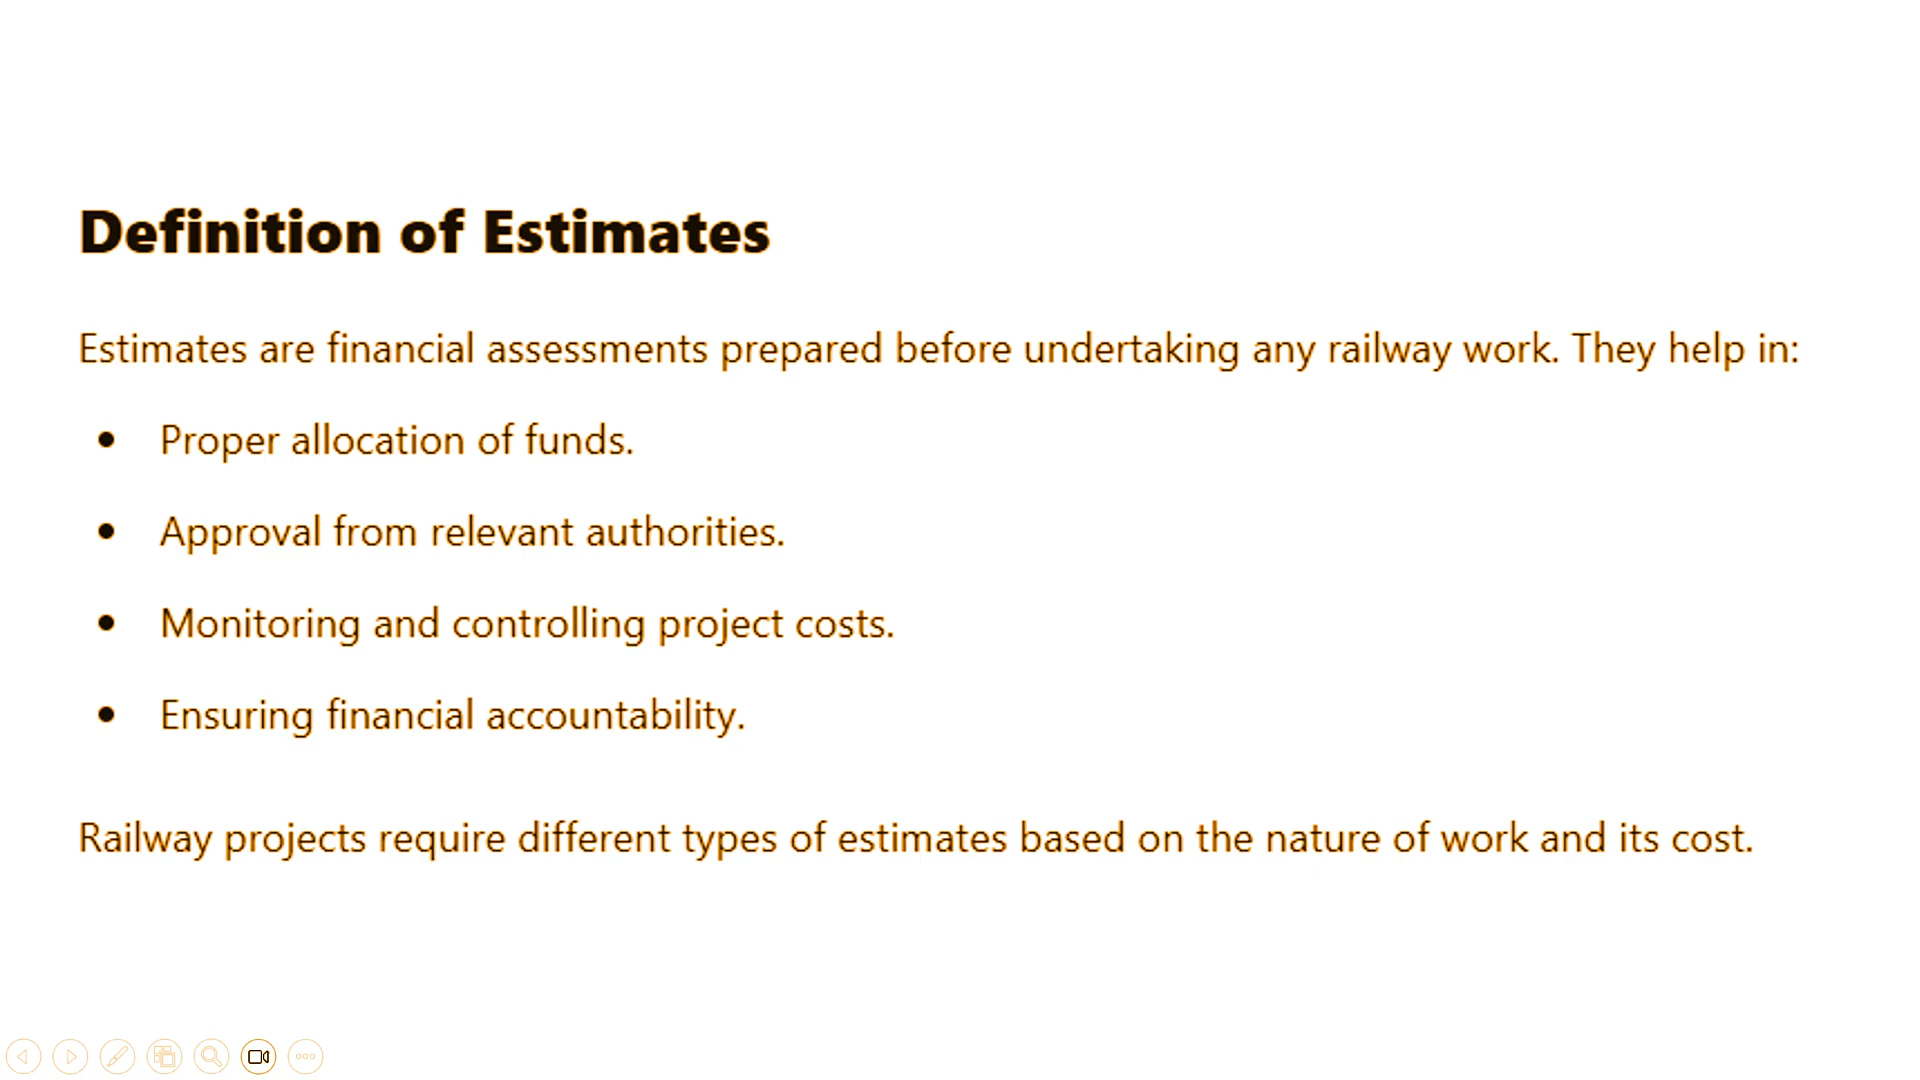 Definition of Estimates
Estimates are financial assessments prepared before undertaking any railway work. They help in:
• Proper allocation of funds.
• Approval from relevant authorities.
• Monitoring and controlling project costs.
• Ensuring financial accountability.
Railway projects require different types of estimates based on the nature of work and its cost.